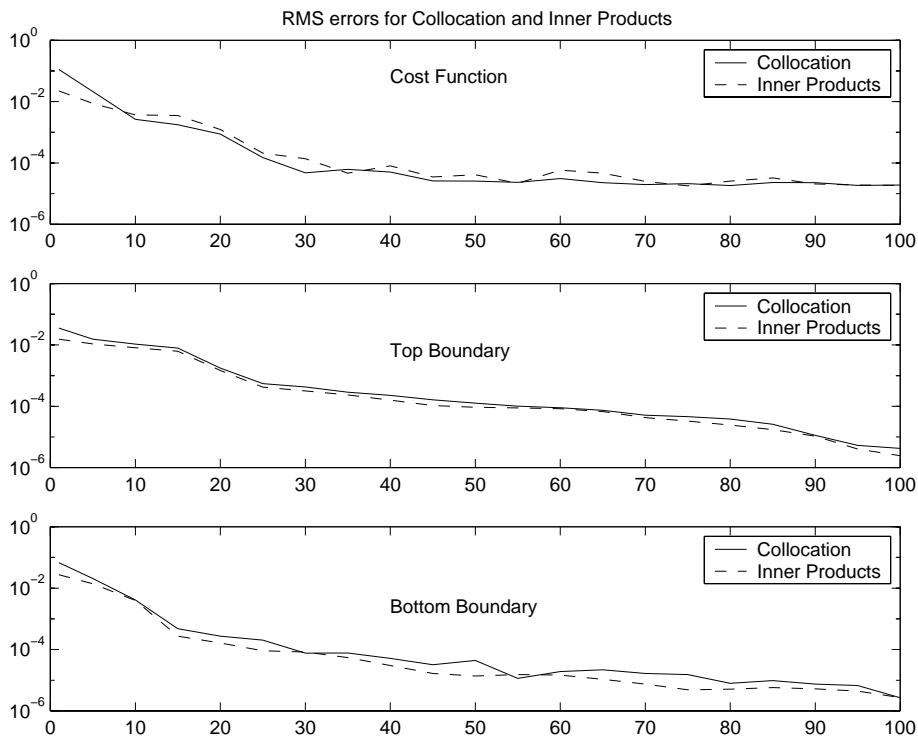 RMS errors for Collocation and Inner Products
10^0
10^-2
10^-4
10^-6
Cost Function
Collocation
Inner Products
0 10 20 30 40 50 60 70 80 90 100
10^0
10^-2
10^-4
10^-6
Top Boundary
Collocation
Inner Products
0 10 20 30 40 50 60 70 80 90 100
10^0
10^-2
10^-4
10^-6
Bottom Boundary
Collocation
Inner Products
0 10 20 30 40 50 60 70 80 90 100